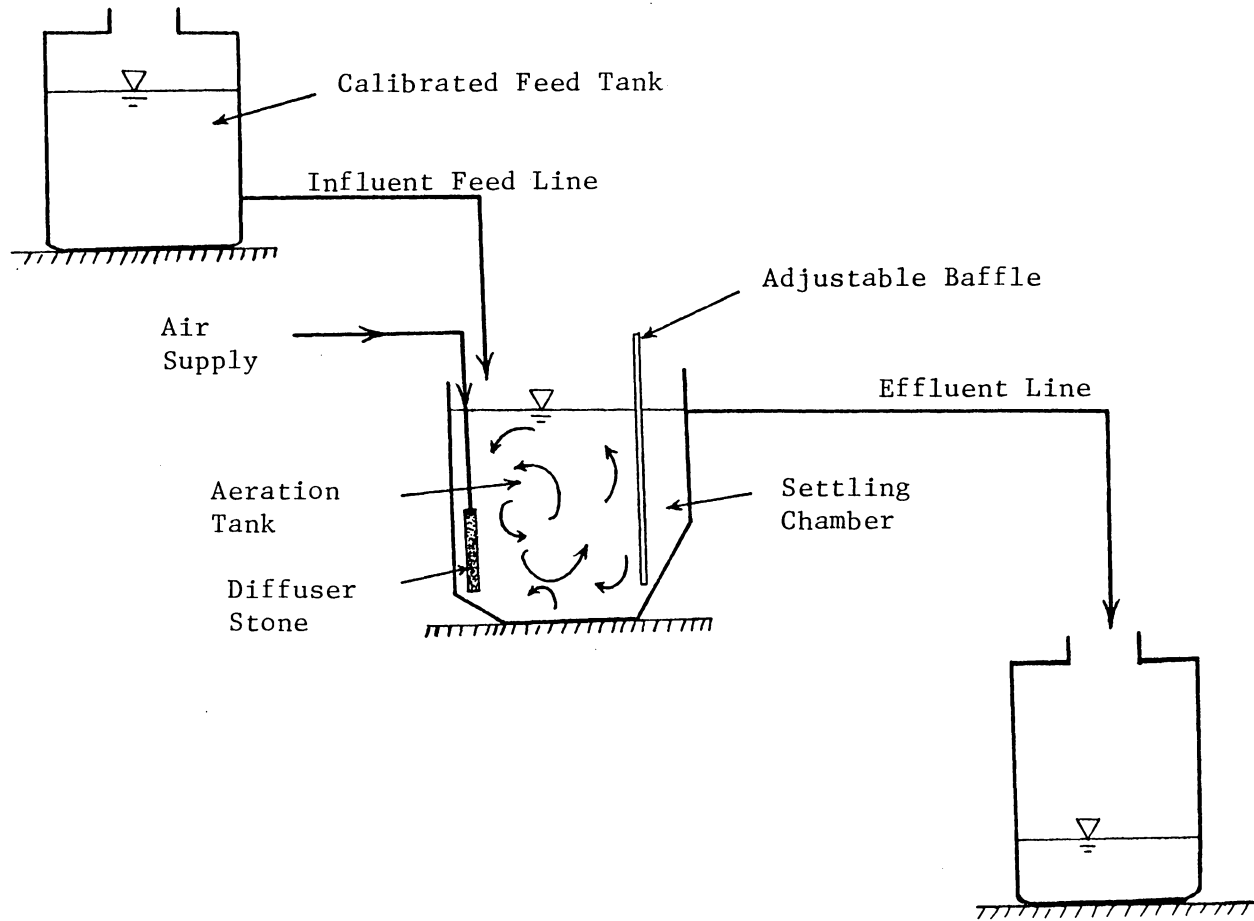 Calibrated Feed Tank
Influent Feed Line
Adjustable Baffle
Air
Supply
Effluent Line
Aeration
Tank
Settling
Chamber
Diffuser
Stone